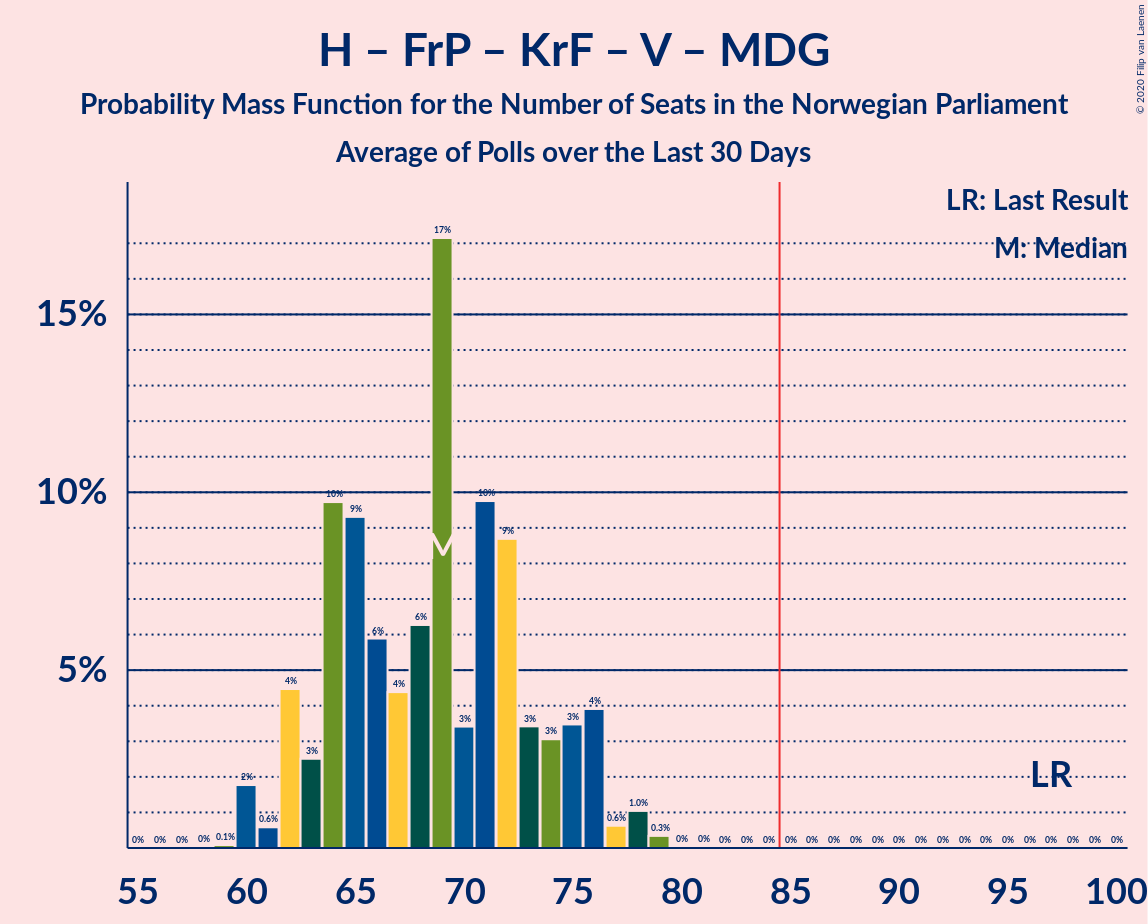 H – FrP – KrF – V – MDG
Probability Mass Function for the Number of Seats in the Norwegian Parliament
Average of Polls over the Last 30 Days
© 2020 Filip van Laenen
LR: Last Result
M: Median
15%
10%
5%
0% 0% 0% 0% 0.1% 2% 0.6% 4% 3% 10% 9% 6% 4% 6% 17% 3% 10% 9% 3% 3% 3% 4% 0.6% 1.0% 0.3% 0% 0% 0% 0% 0% 0% 0% 0% 0% 0% 0% 0% 0% 0% 0% 0% 0% 0% 0% 0% 0%
M
LR
55 60 65 70 75 80 85 90 95 100